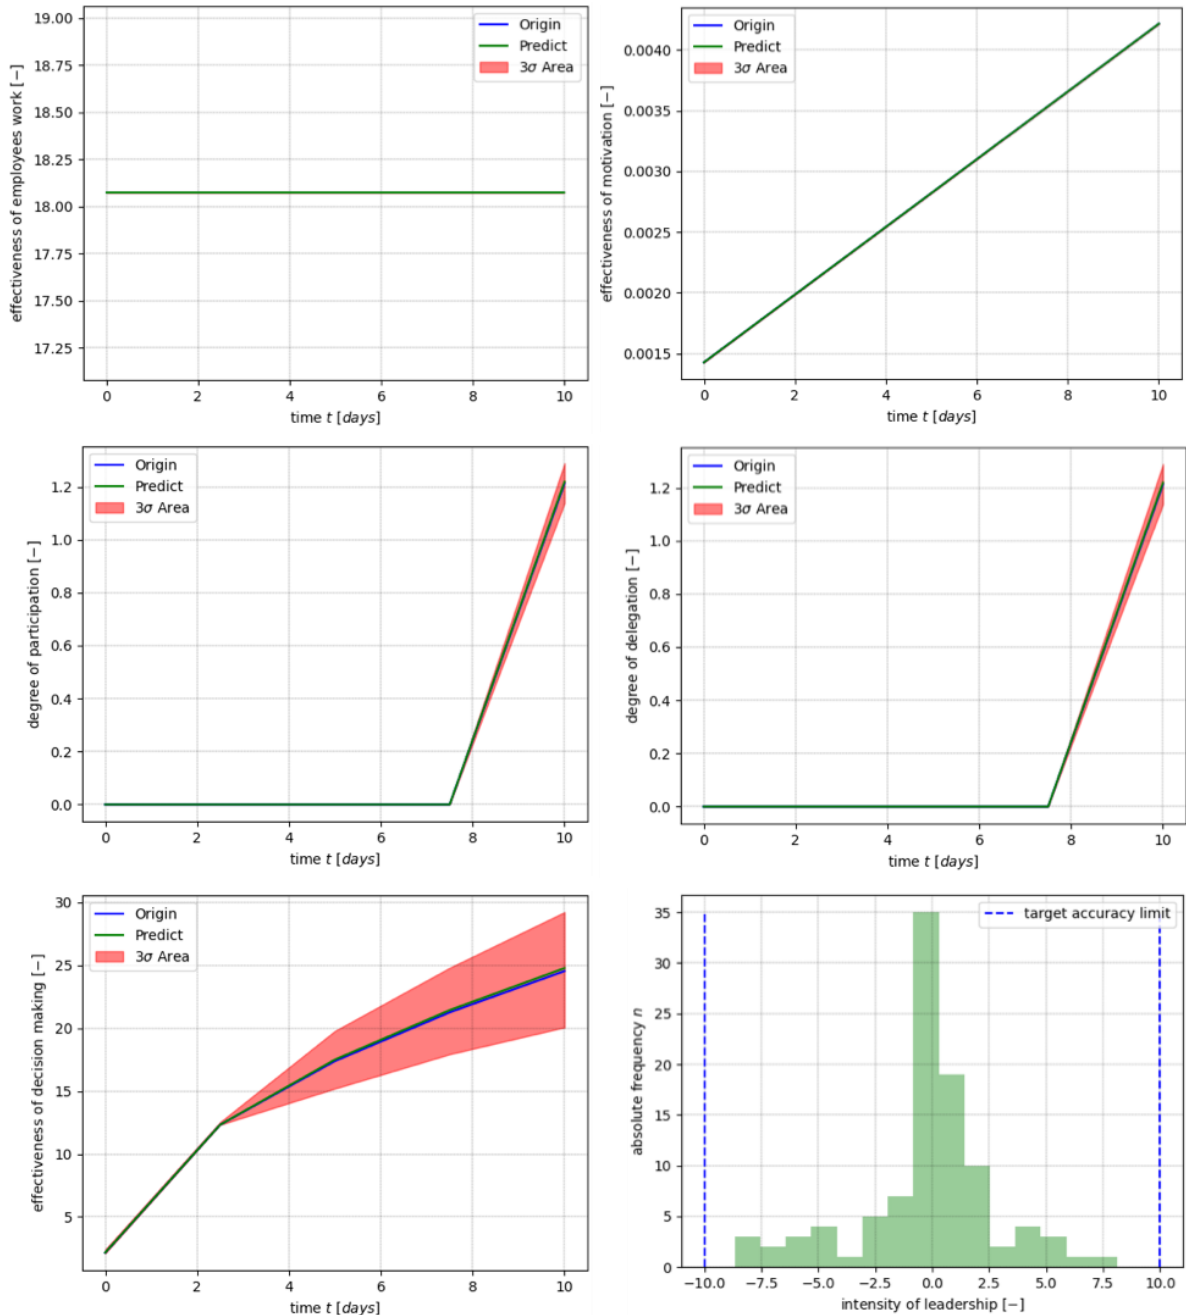 19.00
18.75
18.50
18.25
18.00
17.75
17.50
17.25
effectiveness of employees work [−]
Origin
Predict
3σ Area
0 2 4 6 8 10
time t [days]
0.0040
0.0035
0.0030
0.0025
0.0020
0.0015
effectiveness of motivation [−]
Origin
Predict
3σ Area
0 2 4 6 8 10
time t [days]
1.2
1.0
0.8
0.6
0.4
0.2
0.0
degree of participation [−]
Origin
Predict
3σ Area
0 2 4 6 8 10
time t [days]
1.2
1.0
0.8
0.6
0.4
0.2
0.0
degree of delegation [−]
Origin
Predict
3σ Area
0 2 4 6 8 10
time t [days]
30
25
20
15
10
5
effectiveness of decision making [−]
Origin
Predict
3σ Area
0 2 4 6 8 10
time t [days]
35
30
25
20
15
10
5
0
absolute frequency n
target accuracy limit
−10.0 −7.5 −5.0 −2.5 0.0 2.5 5.0 7.5 10.0
intensity of leadership [−]